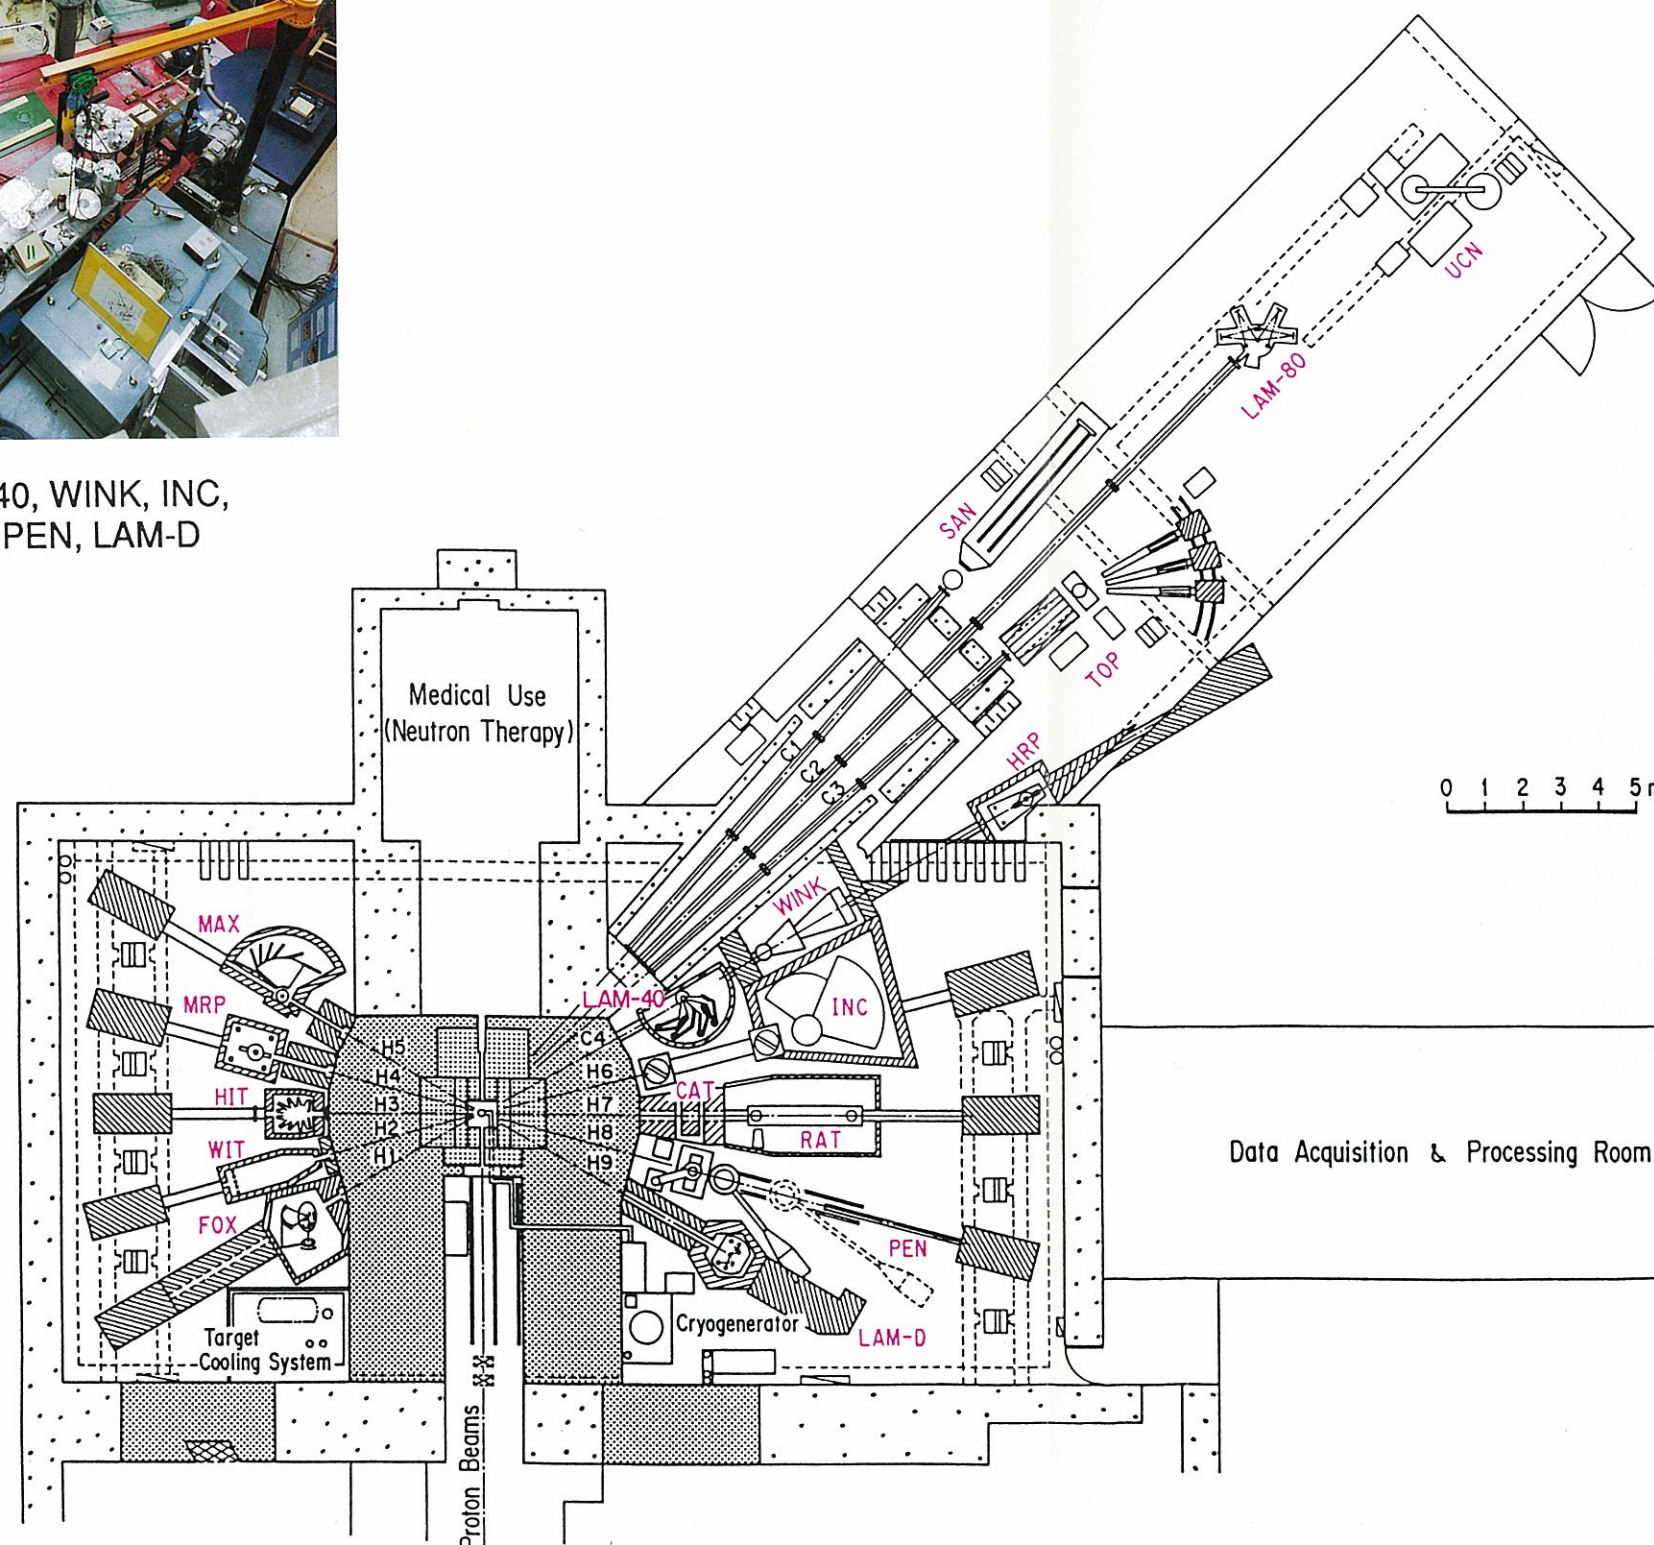 40, WINK, INC,
PEN, LAM-D
UCN
LAM-80
SAN
TOP
Medical Use
(Neutron Therapy)
C1
C2
C3
HRP
0 1 2 3 4 5
WINK
MAX
LAM-40
INC
MRP
H5
C4
H4
H6
HIT
H3
H7
CAT
H2
H8
RAT
WIT
H1
H9
Data Acquisition & Processing Room
FOX
PEN
Target
Cooling System
Cryogenerator
LAM-D
Proton Beams